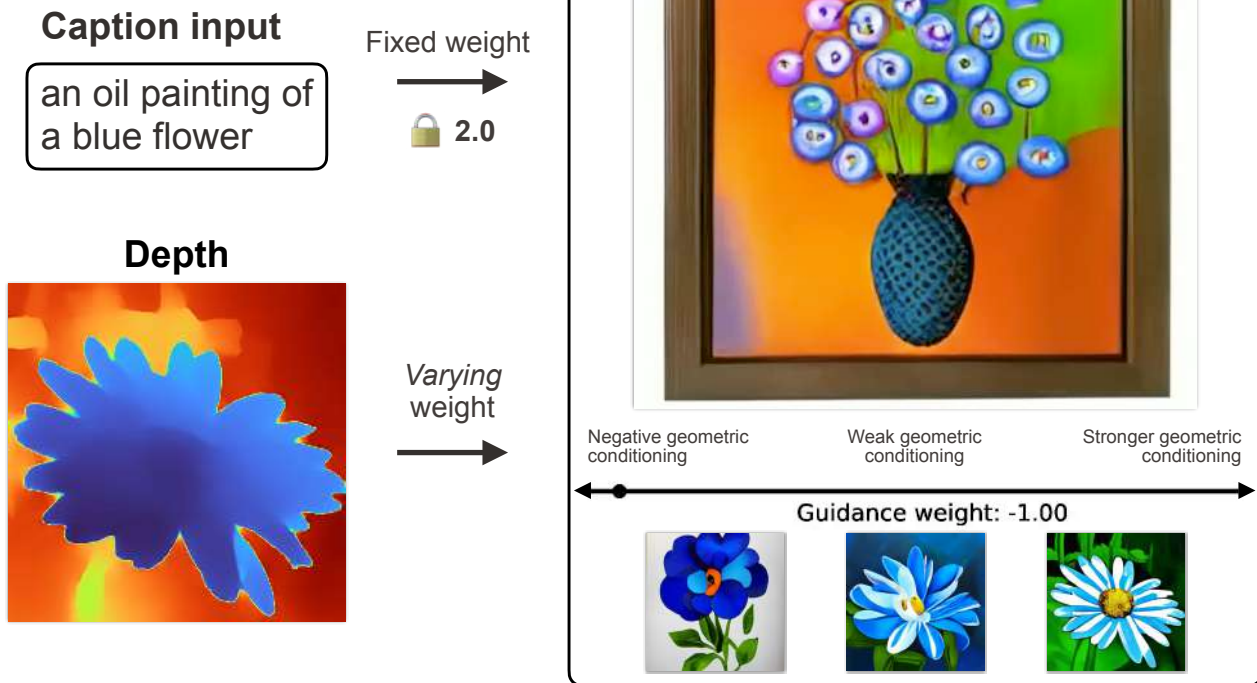 Caption input
an oil painting of
a blue flower
Fixed weight
2.0
Depth
Varying
weight
Negative geometric
conditioning
Weak geometric
conditioning
Stronger geometric
conditioning
Guidance weight: -1.00